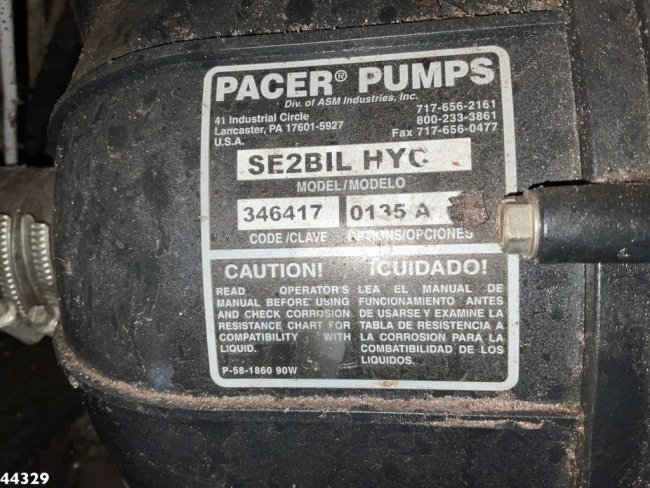 PACER® PUMPS
Div. of ASM Industries, Inc.
41 Industrial Circle
Lancaster, PA 17601-5927
U.S.A.
717-656-2161
800-233-3861
Fax 717-656-0477
SE2BIL HYC
MODEL/MODELO
346417 0135 A
CODE/CLAVE OPTIONS/OPCIONES
CAUTION!
READ OPERATOR'S
MANUAL BEFORE USING
AND CHECK CORROSION
RESISTANCE CHART FOR
COMPATIBILITY WITH
LIQUID.
¡CUIDADO!
LEA EL MANUAL DE
FUNCIONAMIENTO ANTES
DE USARSE Y EXAMINE LA
TABLA DE RESISTENCIA A
LA CORROSION PARA LA
COMBATIBILIDAD DE LOS
LIQUIDOS.
P-58-1860 90W
44329